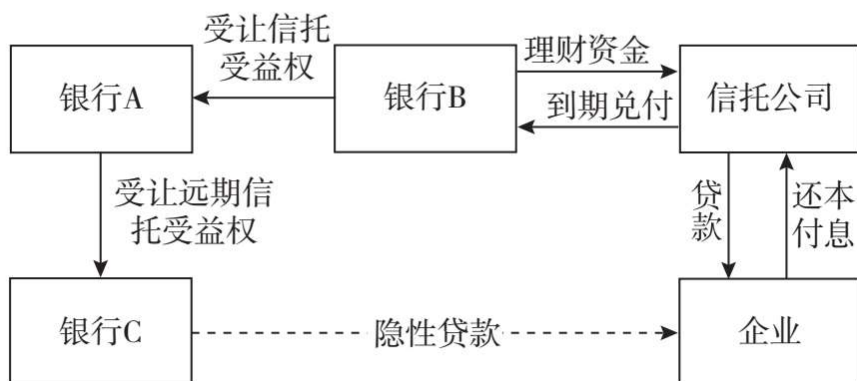 受让信托
受益权
银行A
银行B
理财资金
到期兑付
信托公司
受让远期信
托受益权
贷款
还本
付息
银行C
隐性贷款
企业